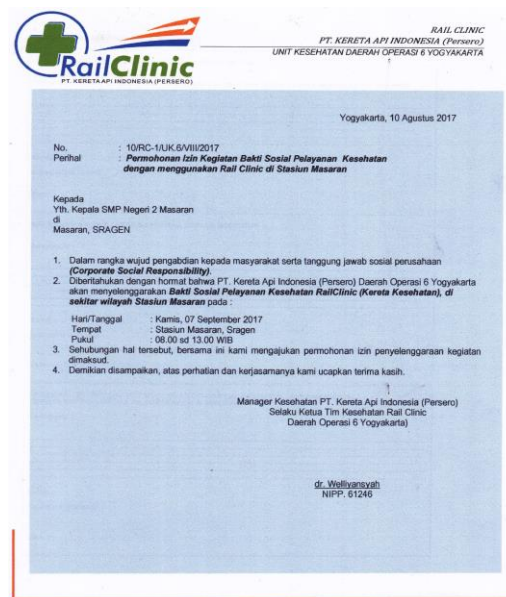 RAIL CLINIC
PT. KERETA API INDONESIA (Persero)
UNIT KESEHATAN DAERAH OPERASI 6 YOGYAKARTA
RailClinic
PT. KERETA API INDONESIA (PERSERO)
Yogyakarta, 10 Agustus 2017
No. : 10/RC-1/UK.6/VIII/2017
Perihal : Permohonan Izin Kegiatan Bakti Sosial Pelayanan Kesehatan
dengan menggunakan Rail Clinic di Stasiun Masaran
Kepada
Yth. Kepala SMP Negeri 2 Masaran
di
Masaran, SRAGEN
1. Dalam rangka wujud pengabdian kepada masyarakat serta tanggung jawab sosial perusahaan
(Corporate Social Responsibility).
2. Diberitahukan dengan hormat bahwa PT. Kereta Api Indonesia (Persero) Daerah Operasi 6 Yogyakarta
akan menyelenggarakan Bakti Sosial Pelayanan Kesehatan RailClinic (Kereta Kesehatan), di
sekitar wilayah Stasiun Masaran pada :
Hari/Tanggal : Kamis, 07 September 2017
Tempat : Stasiun Masaran, Sragen
Pukul : 08.00 sd 13.00 WIB
3. Sehubungan hal tersebut, bersama ini kami mengajukan permohonan izin penyelenggaraan kegiatan
dimaksud.
4. Demikian disampaikan, atas perhatian dan kerjasamanya kami ucapkan terima kasih.
Manager Kesehatan PT. Kereta Api Indonesia (Persero)
Selaku Ketua Tim Kesehatan Rail Clinic
Daerah Operasi 6 Yogyakarta)
dr. Welliyansyah
NIPP. 61246